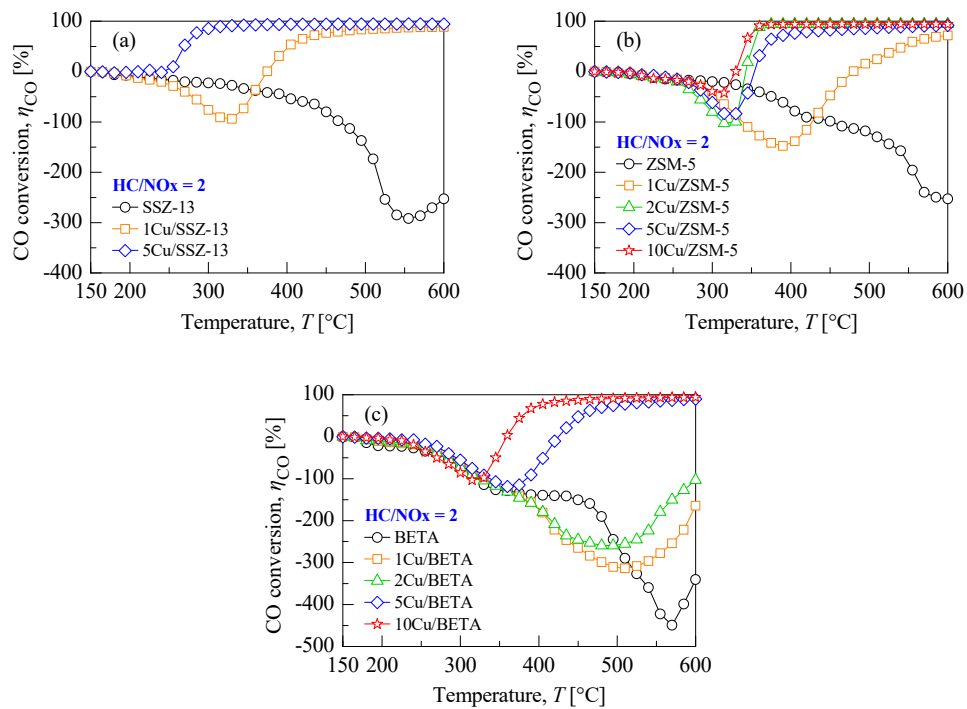 (a)
CO conversion, ηCO [%]
100
0
-100
-200
-300
-400
HC/NOx = 2
SSZ-13
1Cu/SSZ-13
5Cu/SSZ-13
150 200 300 400 500 600
Temperature, T [°C]
(b)
CO conversion, ηCO [%]
100
0
-100
-200
-300
-400
HC/NOx = 2
ZSM-5
1Cu/ZSM-5
2Cu/ZSM-5
5Cu/ZSM-5
10Cu/ZSM-5
150 200 300 400 500 600
Temperature, T [°C]
(c)
CO conversion, ηCO [%]
100
0
-100
-200
-300
-400
-500
HC/NOx = 2
BETA
1Cu/BETA
2Cu/BETA
5Cu/BETA
10Cu/BETA
150 200 300 400 500 600
Temperature, T [°C]